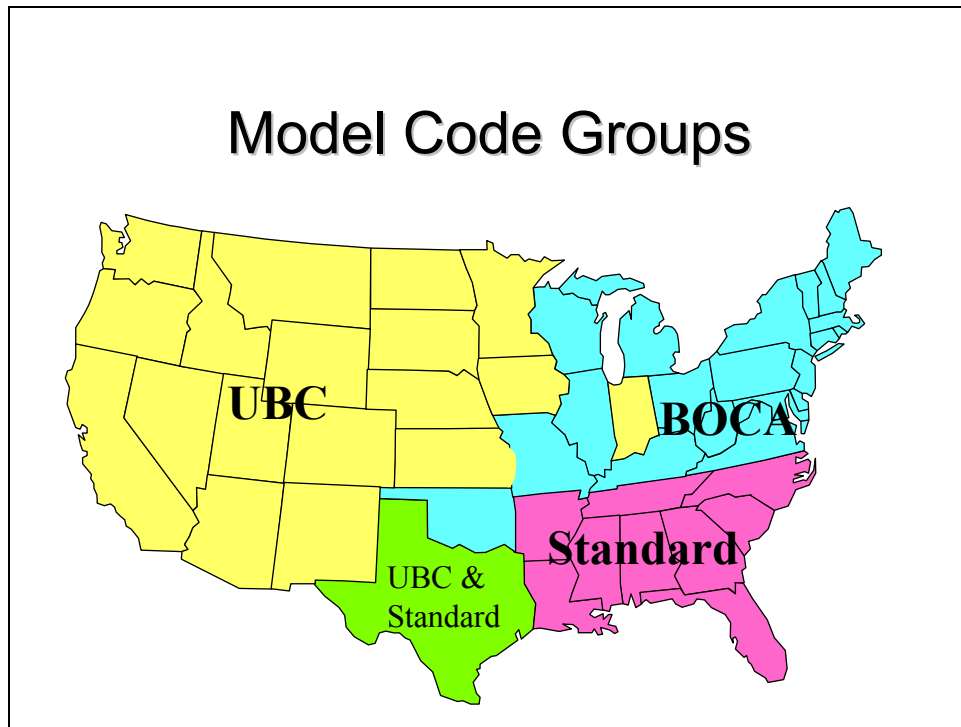 Model Code Groups
UBC
BOCA
Standard
UBC &
Standard